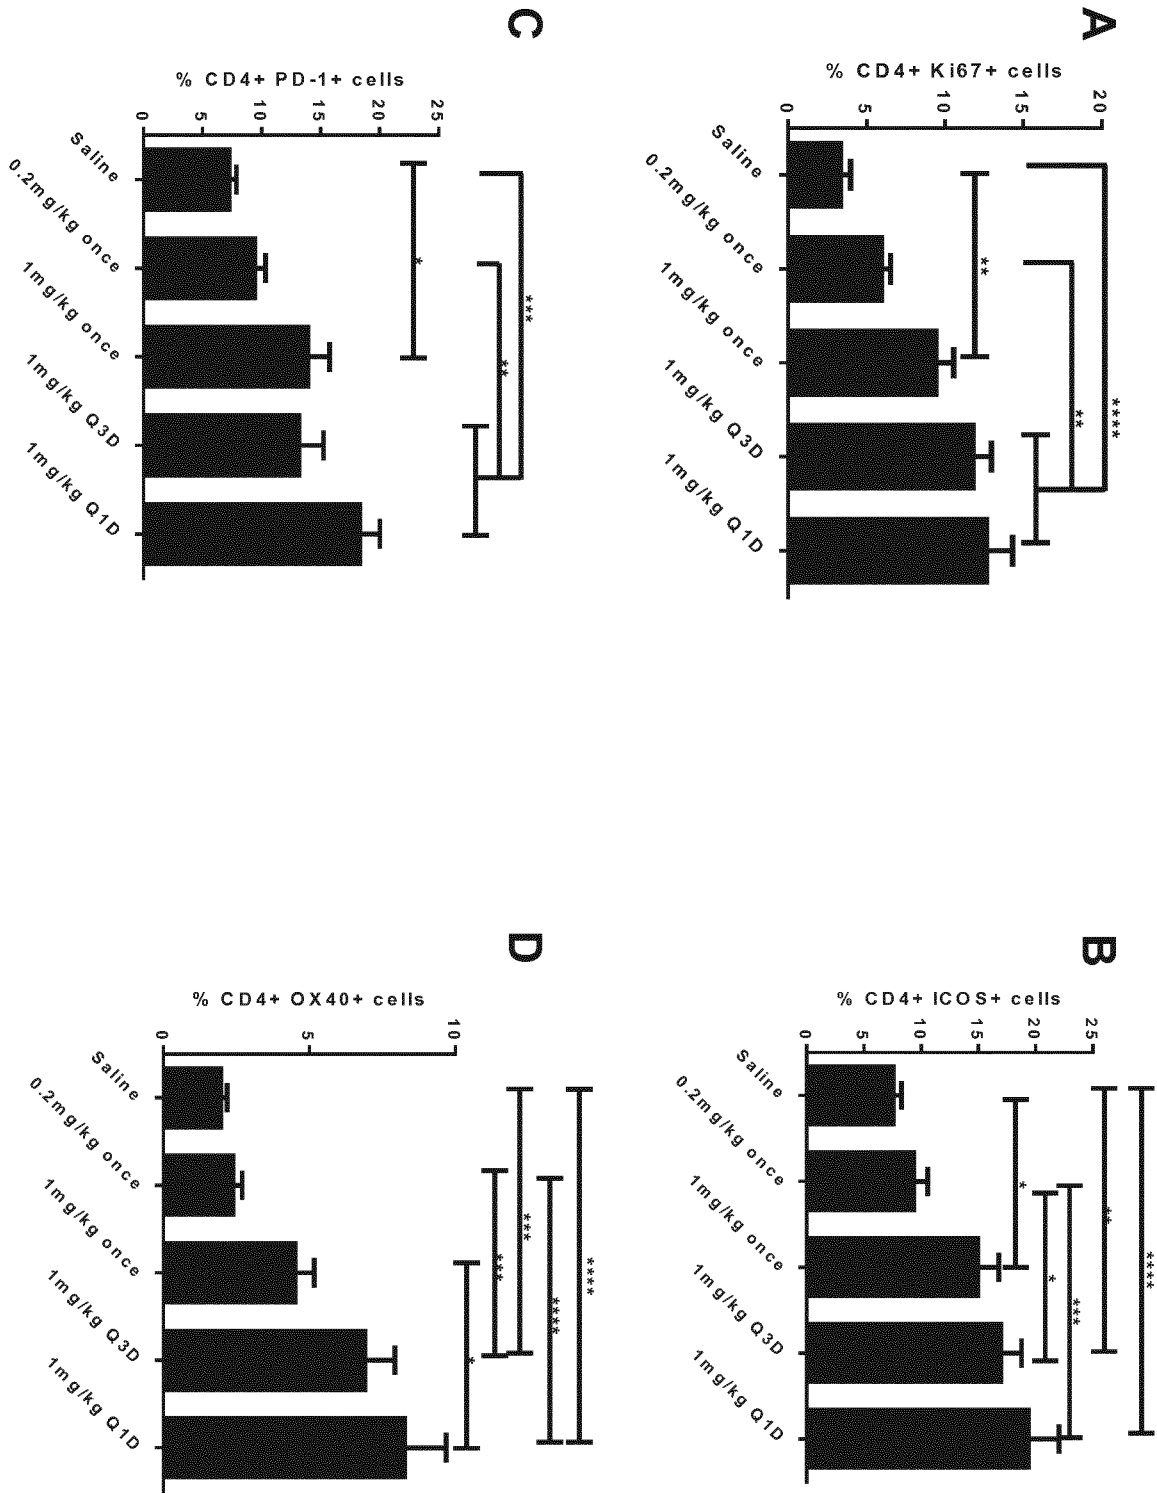 A
% CD4+ Ki67+ cells
20
15
10
5
0
**
**
****
Saline
0.2mg/kg once
1mg/kg once
1mg/kg Q3D
1mg/kg Q1D
B
% CD4+ ICOS+ cells
25
20
15
10
5
0
*
*
***
**
****
Saline
0.2mg/kg once
1mg/kg once
1mg/kg Q3D
1mg/kg Q1D
C
% CD4+ PD-1+ cells
25
20
15
10
5
0
*
**
***
Saline
0.2mg/kg once
1mg/kg once
1mg/kg Q3D
1mg/kg Q1D
D
% CD4+ OX40+ cells
10
5
0
*
***
***
****
****
Saline
0.2mg/kg once
1mg/kg once
1mg/kg Q3D
1mg/kg Q1D